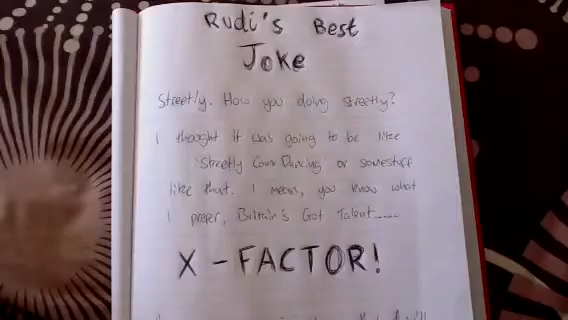 Rudi's Best
Joke
Streetly. How you doing streetly?
I thought it was going to be like
'Streetly Come Dancing or somestuff
like that. I mean, you know what
I prefer, Britain's Got Talent.....
X-FACTOR!